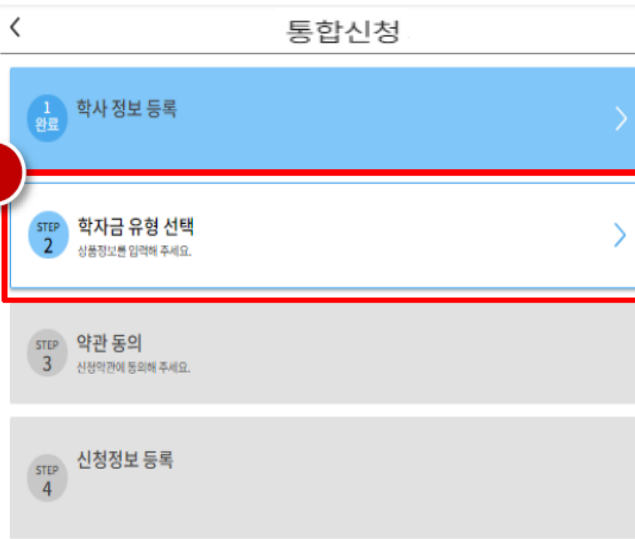 통합신청
1
완료
학사 정보 등록
STEP
2
학자금 유형 선택
상품정보를 입력해 주세요.
STEP
3
약관 동의
신청약관에 동의해 주세요.
STEP
4
신청정보 등록